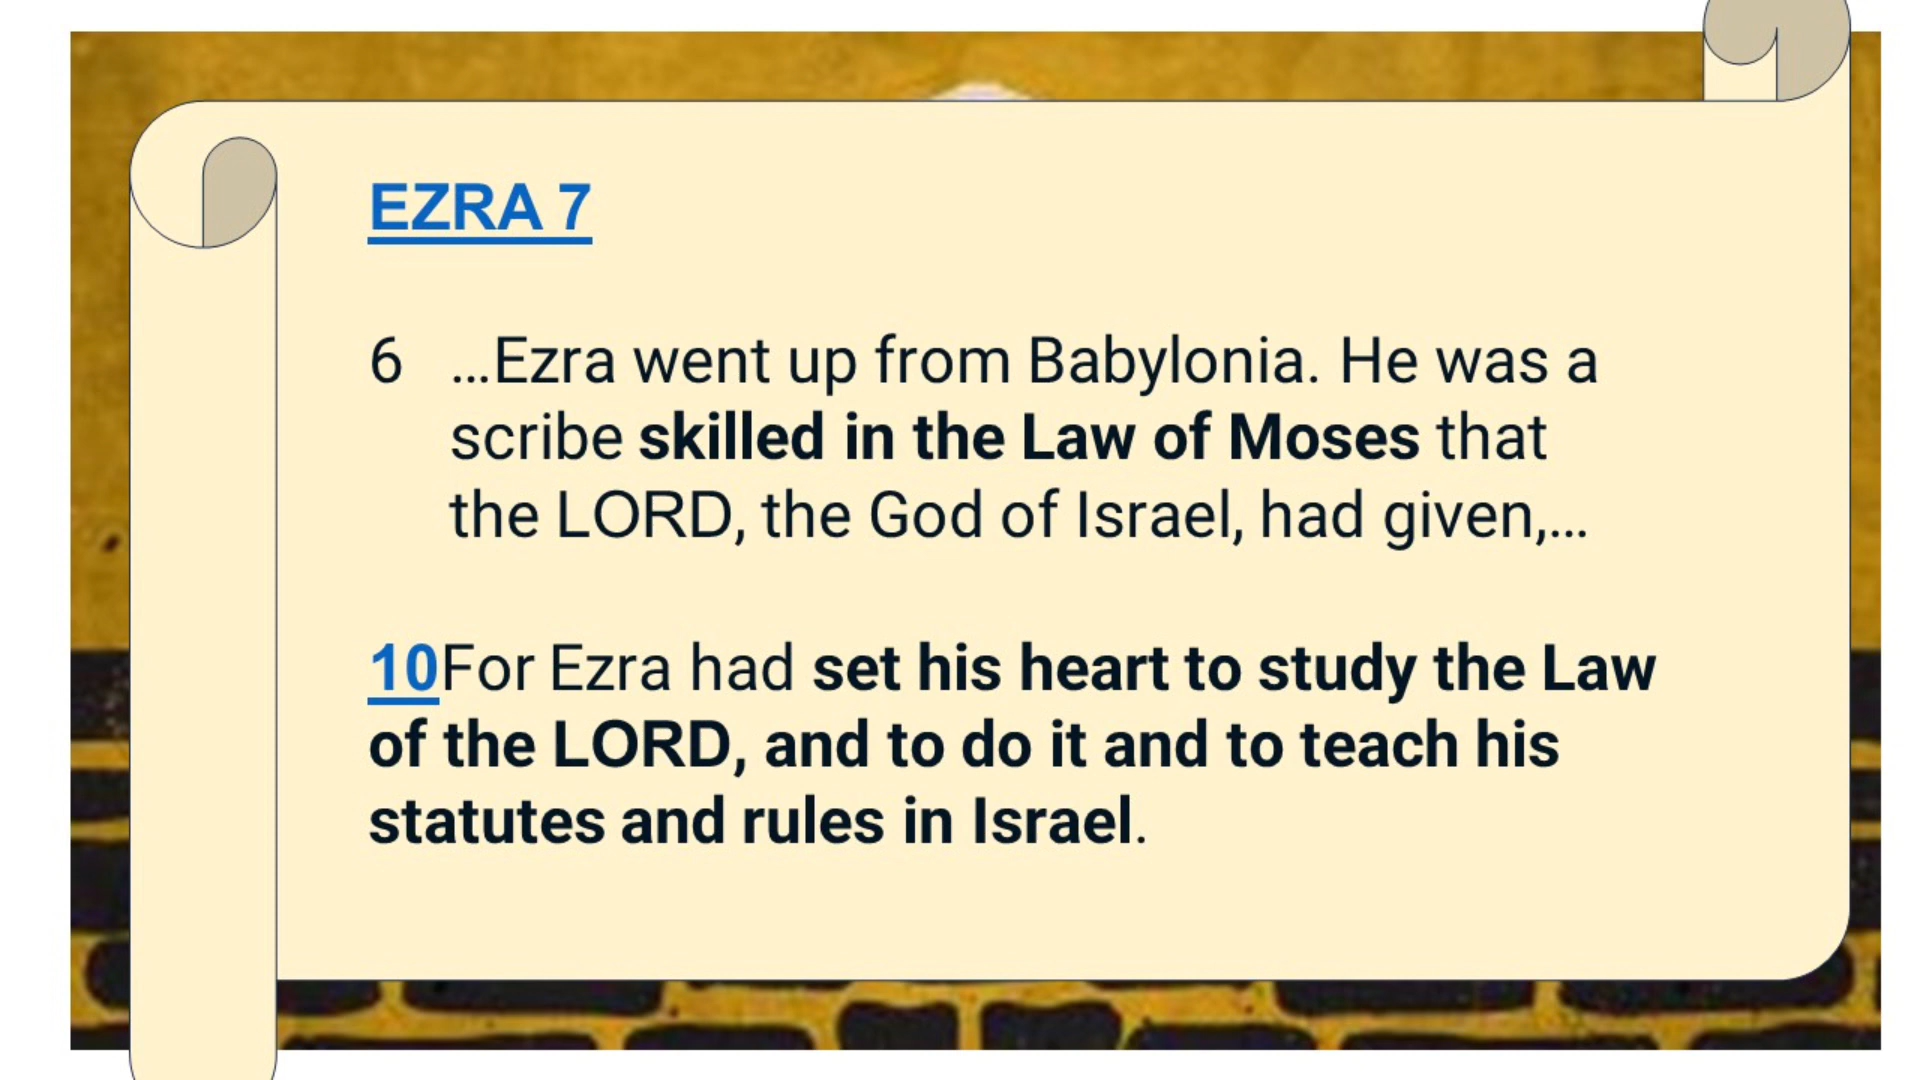 EZRA 7
6 …Ezra went up from Babylonia. He was a
scribe skilled in the Law of Moses that
the LORD, the God of Israel, had given,…
10For Ezra had set his heart to study the Law
of the LORD, and to do it and to teach his
statutes and rules in Israel.